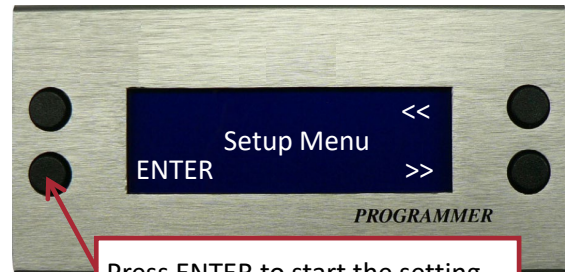 <<
Setup Menu
ENTER >>
PROGRAMMER
Press ENTER to start the setting